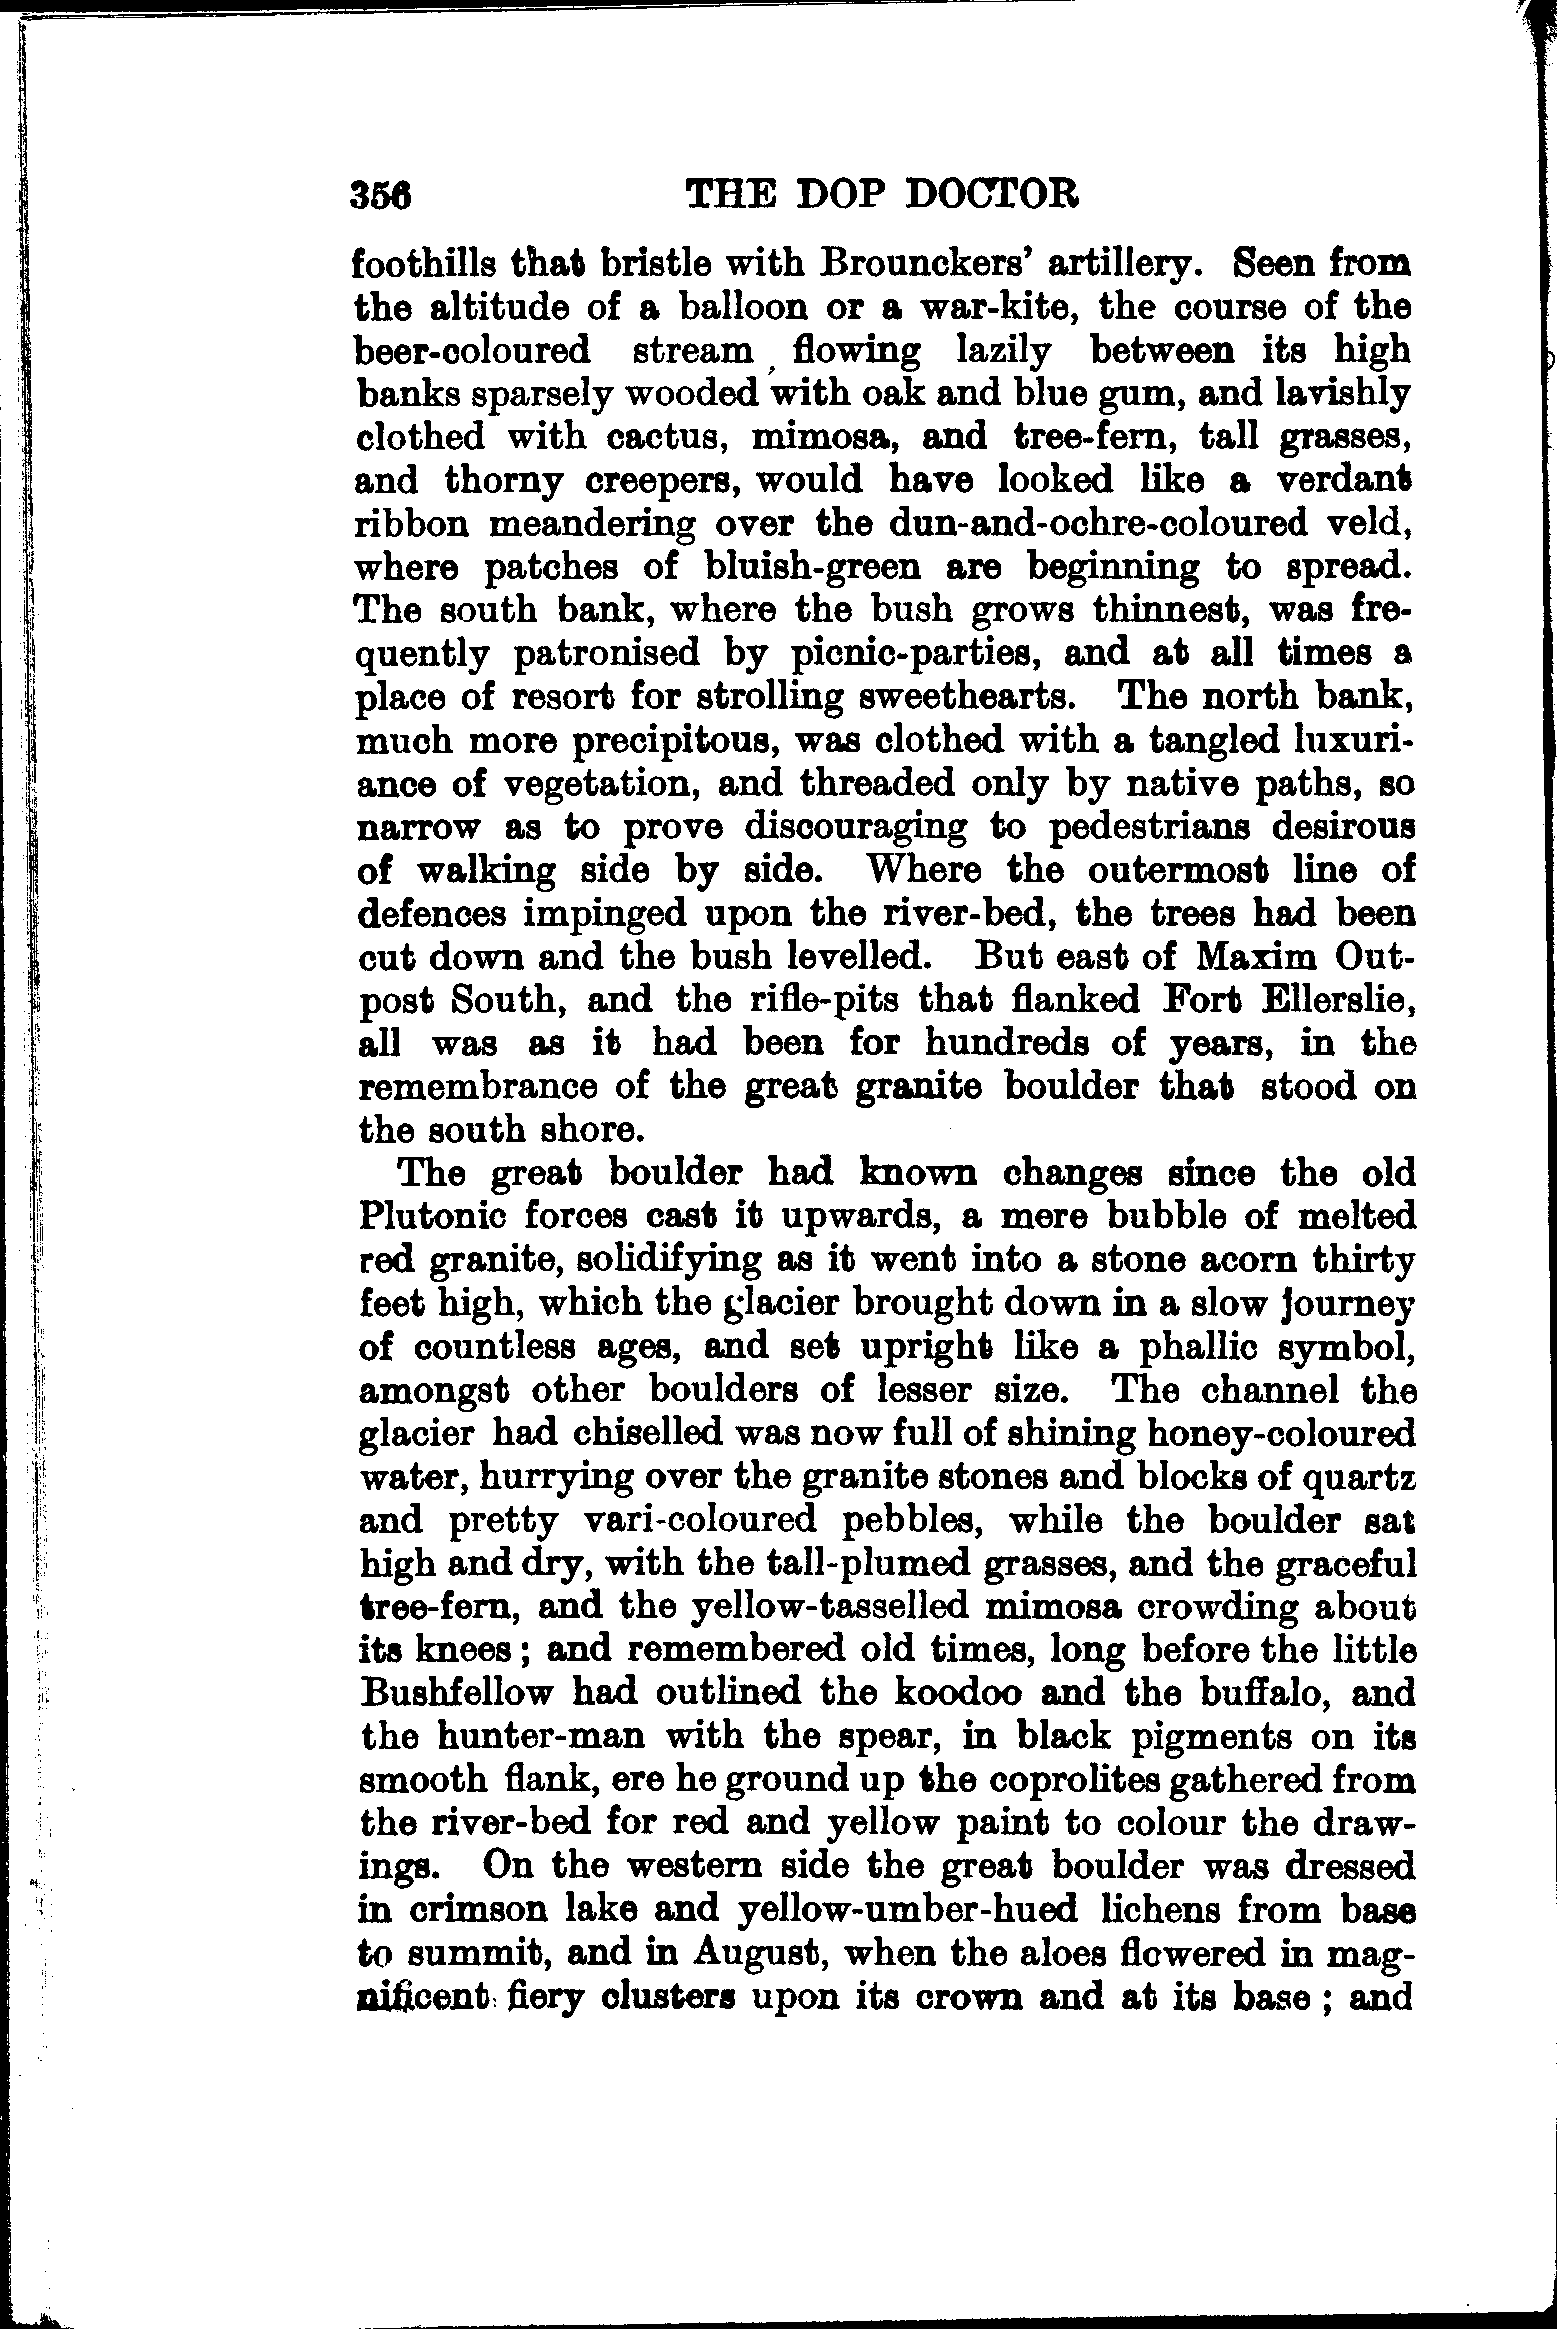 356 THE DOP DOCTOR
foothills that bristle with Brounckers' artillery. Seen from
the altitude of a balloon or a war-kite, the course of the
beer-coloured stream, flowing lazily between its high
banks sparsely wooded with oak and blue gum, and lavishly
clothed with cactus, mimosa, and tree-fern, tall grasses,
and thorny creepers, would have looked like a verdant
ribbon meandering over the dun-and-ochre-coloured veld,
where patches of bluish-green are beginning to spread.
The south bank, where the bush grows thinnest, was fre-
quently patronised by picnic-parties, and at all times a
place of resort for strolling sweethearts. The north bank,
much more precipitous, was clothed with a tangled luxuri-
ance of vegetation, and threaded only by native paths, so
narrow as to prove discouraging to pedestrians desirous
of walking side by side. Where the outermost line of
defences impinged upon the river-bed, the trees had been
cut down and the bush levelled. But east of Maxim Out-
post South, and the rifle-pits that flanked Fort Ellerslie,
all was as it had been for hundreds of years, in the
remembrance of the great granite boulder that stood on
the south shore.
The great boulder had known changes since the old
Plutonic forces cast it upwards, a mere bubble of melted
red granite, solidifying as it went into a stone acorn thirty
feet high, which the glacier brought down in a slow journey
of countless ages, and set upright like a phallic symbol,
amongst other boulders of lesser size. The channel the
glacier had chiselled was now full of shining honey-coloured
water, hurrying over the granite stones and blocks of quartz
and pretty vari-coloured pebbles, while the boulder sat
high and dry, with the tall-plumed grasses, and the graceful
tree-fern, and the yellow-tasselled mimosa crowding about
its knees; and remembered old times, long before the little
Bushfellow had outlined the koodoo and the buffalo, and
the hunter-man with the spear, in black pigments on its
smooth flank, ere he ground up the coprolites gathered from
the river-bed for red and yellow paint to colour the draw-
ings. On the western side the great boulder was dressed
in crimson lake and yellow-umber-hued lichens from base
to summit, and in August, when the aloes flowered in mag-
nificent fiery clusters upon its crown and at its base; and